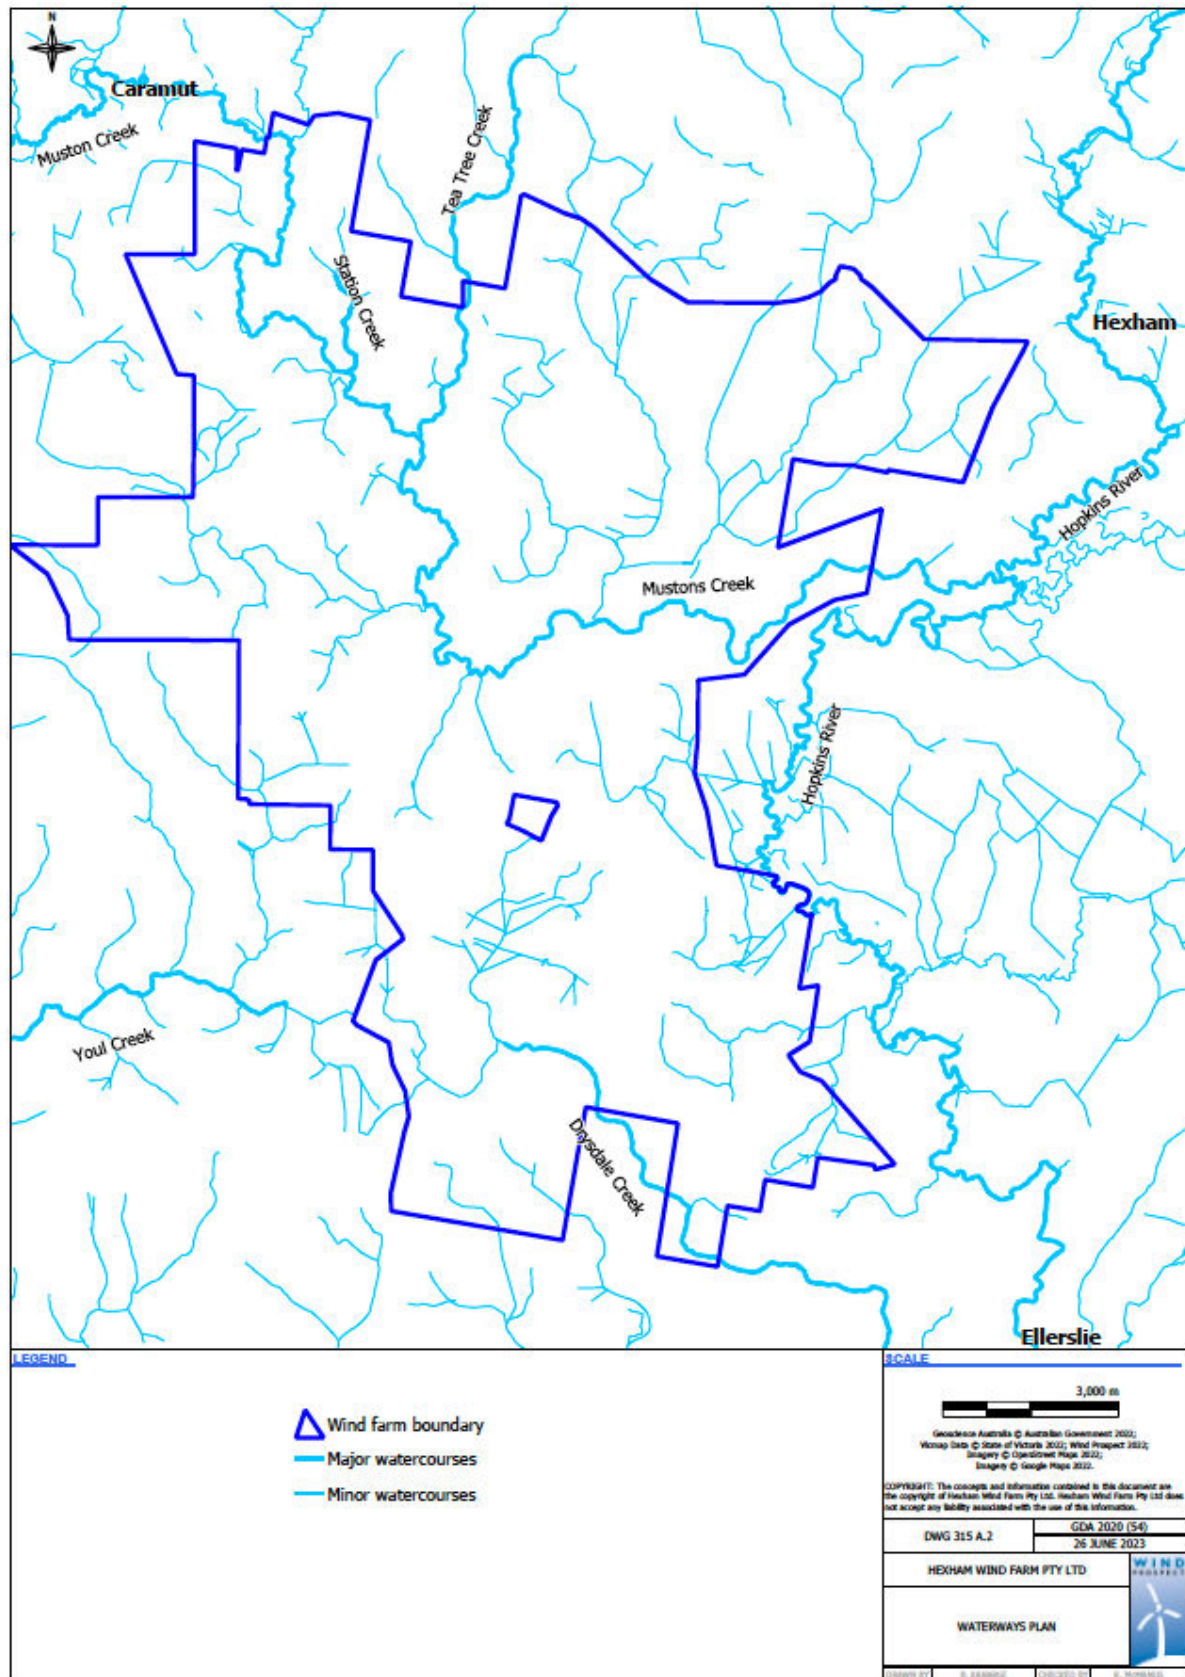 N
Caramut
Muston Creek
Tea Tree Creek
Station Creek
Hexham
Hopkins River
Mustons Creek
Hopkins River
Youl Creek
Drysdale Creek
Ellerslie
LEGEND
Wind farm boundary
Major watercourses
Minor watercourses
SCALE
3,000 m
Geoscience Australia © Australian Government 2022;
Vicmap Data © State of Victoria 2022; Wind Prospect 2022;
Imagery © OpenStreet Maps 2022;
Imagery © Google Maps 2022.
COPYRIGHT: The concepts and information contained in this document are
the copyright of Hexham Wind Farm Pty Ltd. Hexham Wind Farm Pty Ltd does
not accept any liability associated with the use of this information.
DWG 315 A.2
GDA 2020 (54)
26 JUNE 2023
HEXHAM WIND FARM PTY LTD
WIND
PROSPECT
WATERWAYS PLAN
DRAWN BY
CHECKED BY